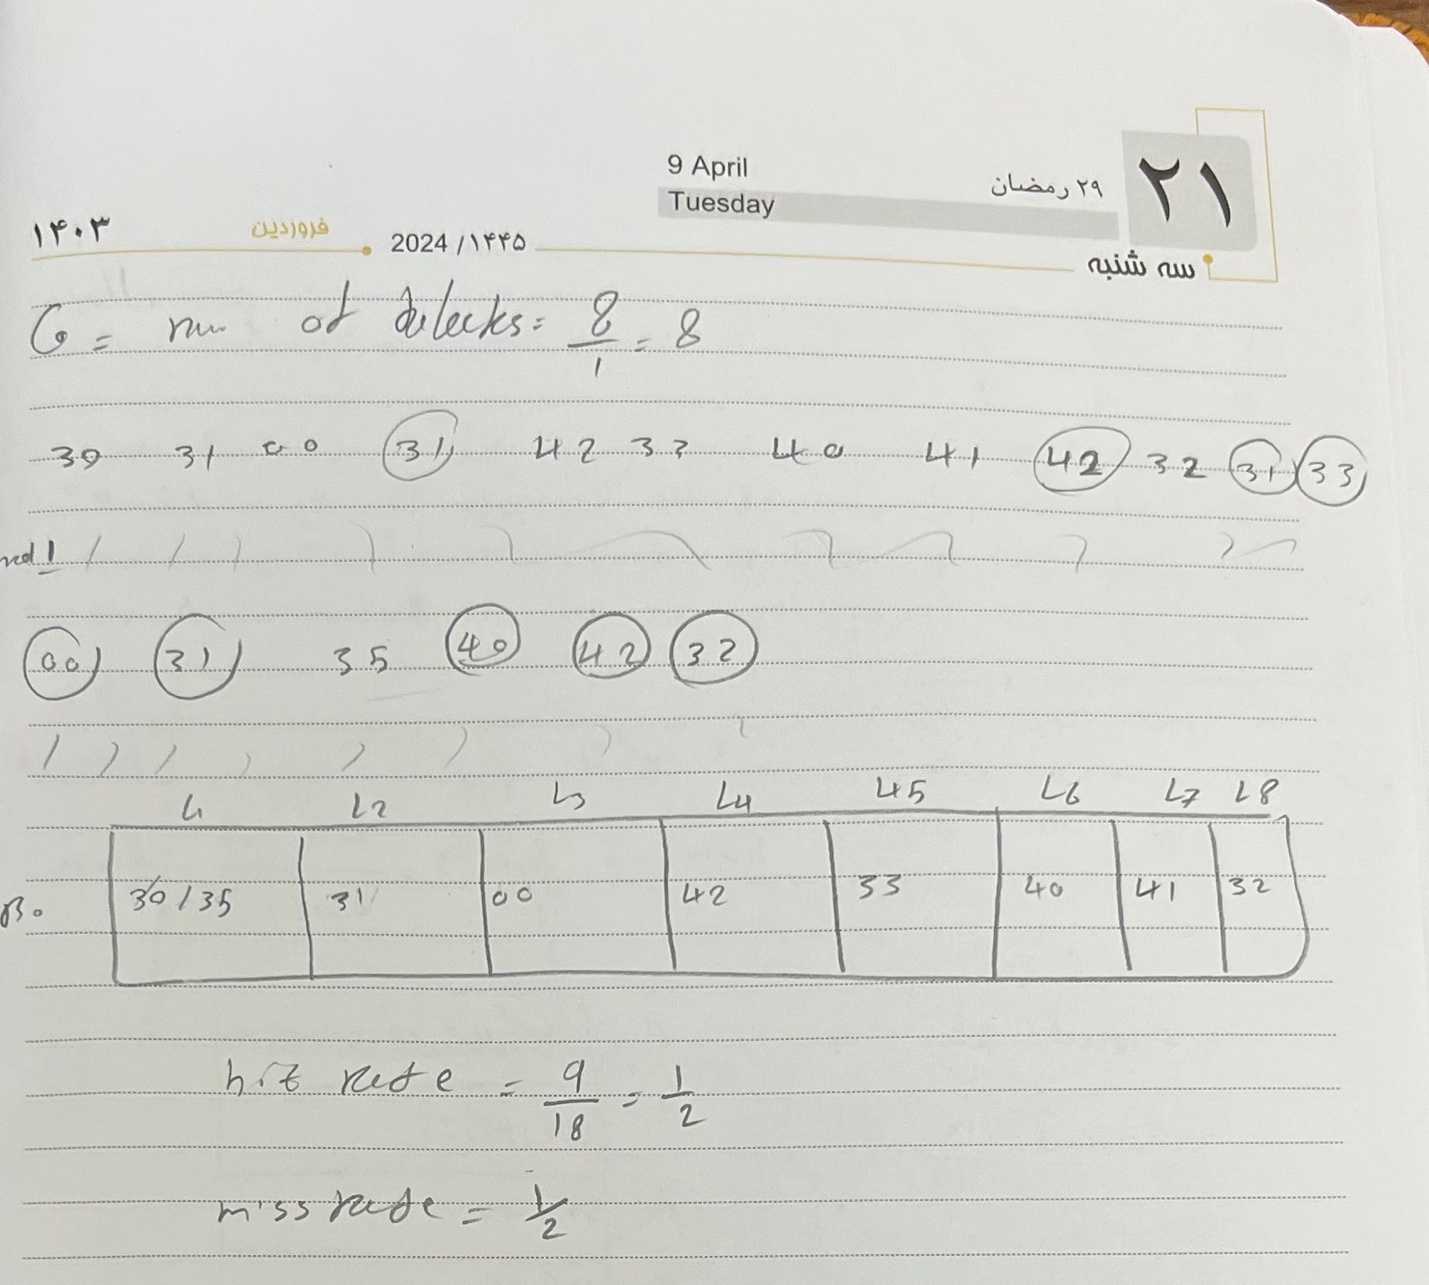 9 April
Tuesday
۲۹ رمضان
۲۱
سه شنبه
۱۴۰۳
فروردین
2024 / ۱۴۴۵
= num of = 8/1 = 8
30 31 00 31 42 33 40 41 42 32 31 33
00 31 35 40 42 32
L1 L2 L3 L4 L5 L6 L7 L8
30/35 31 00 42 33 40 41 32
hit rate = 9/18 = 1/2
miss rate = 1/2